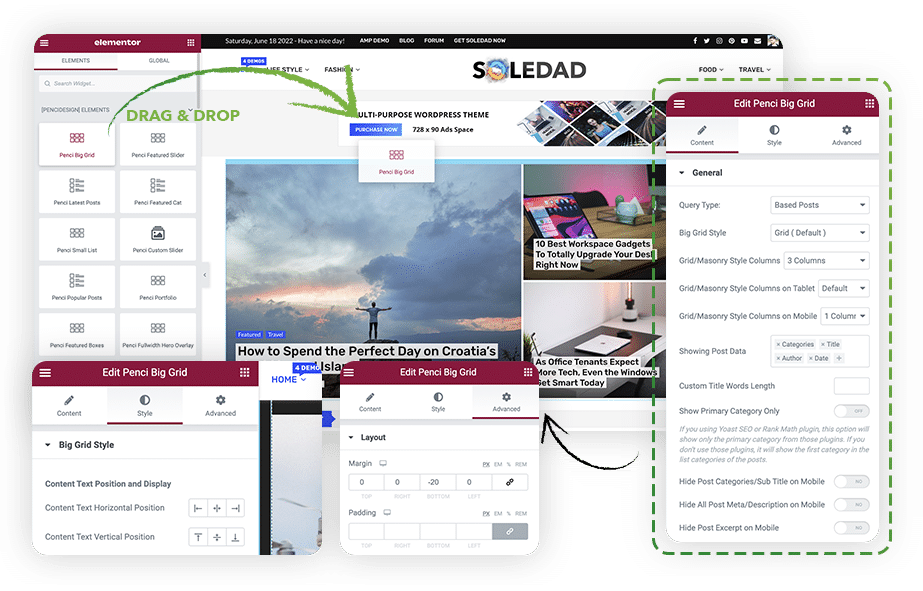 elementor
ELEMENTS
GLOBAL
Search Widget...
[PENCIDESIGN] ELEMENTS
Penci Big Grid
Penci Featured Slider
Penci Latest Posts
Penci Featured Cat
Penci Small List
Penci Custom Slider
Penci Popular Posts
Penci Portfolio
Penci Featured Boxes
Penci Fullwidth Hero Overlay
DRAG & DROP
Saturday, June 18 2022 - Have a nice day!
AMP DEMO
BLOG
FORUM
GET SOLEDAD NOW
4 DEMOS
LIFE STYLE
FASHION
SOLEDAD
FOOD
TRAVEL
MULTI-PURPOSE WORDPRESS THEME
PURCHASE NOW
728 x 90 Ads Space
Penci Big Grid
Featured
Travel
How to Spend the Perfect Day on Croatia's
10 Best Workspace Gadgets
To Totally Upgrade Your Desk
Right Now
As Office Tenants Expect
More Tech, Even the Windows
Get Smart Today
Edit Penci Big Grid
Content
Style
Advanced
Big Grid Style
Content Text Position and Display
Content Text Horizontal Position
Content Text Vertical Position
4 DEMO
HOME
Edit Penci Big Grid
Content
Style
Advanced
Layout
Margin
PX EM % REM
0 0 -20 0
TOP RIGHT BOTTOM LEFT
Padding
PX EM % REM
TOP RIGHT BOTTOM LEFT
Edit Penci Big Grid
Content
Style
Advanced
General
Query Type:
Based Posts
Big Grid Style
Grid ( Default )
Grid/Masonry Style Columns
3 Columns
Grid/Masonry Style Columns on Tablet
Default
Grid/Masonry Style Columns on Mobile
1 Column
Showing Post Data
× Categories × Title
× Author × Date +
Custom Title Words Length
Show Primary Category Only
OFF
If you using Yoast SEO or Rank Math plugin, this option will
show only the primary category from those plugins. If you
don't use those plugins, it will show the first category in the
list categories of the posts.
Hide Post Categories/Sub Title on Mobile
NO
Hide All Post Meta/Description on Mobile
NO
Hide Post Excerpt on Mobile
NO